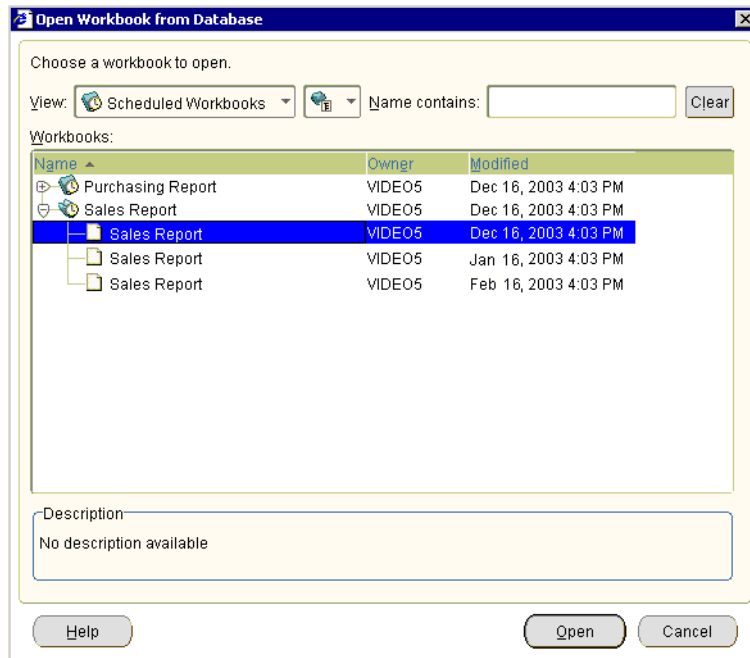 Open Workbook from Database
Choose a workbook to open.
View: Scheduled Workbooks Name contains: Clear
Workbooks:
Name Owner Modified
Purchasing Report VIDEO5 Dec 16, 2003 4:03 PM
Sales Report VIDEO5 Dec 16, 2003 4:03 PM
Sales Report VIDEO5 Dec 16, 2003 4:03 PM
Sales Report VIDEO5 Jan 16, 2003 4:03 PM
Sales Report VIDEO5 Feb 16, 2003 4:03 PM
Description
No description available
Help Open Cancel